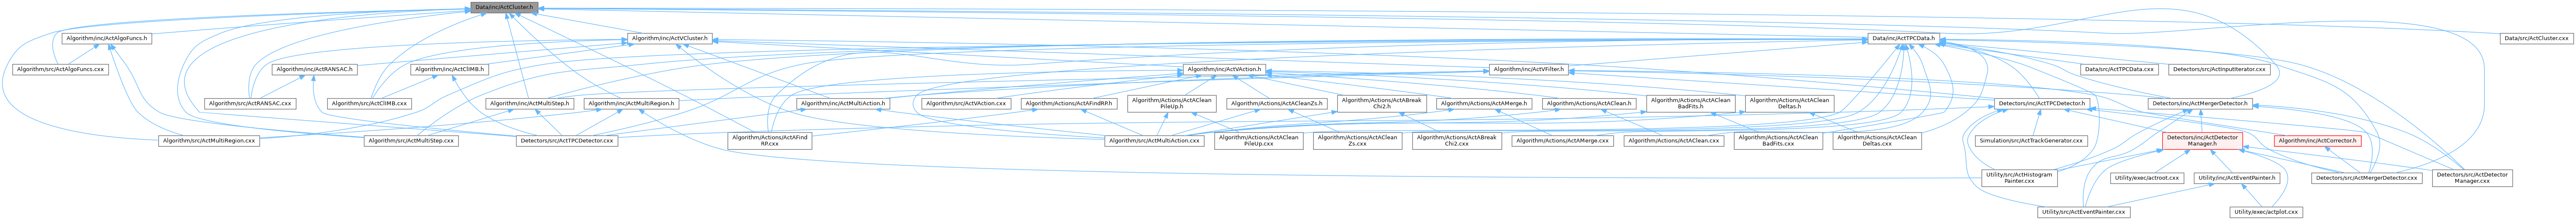 Data/inc/ActCluster.h
Algorithm/inc/ActAlgoFuncs.h
Algorithm/inc/ActVCluster.h
Data/inc/ActTPCData.h
Data/src/ActCluster.cxx
Algorithm/src/ActAlgoFuncs.cxx
Algorithm/inc/ActRANSAC.h
Algorithm/inc/ActClIMB.h
Algorithm/inc/ActVAction.h
Algorithm/inc/ActVFilter.h
Data/src/ActTPCData.cxx
Detectors/src/ActInputIterator.cxx
Algorithm/src/ActRANSAC.cxx
Algorithm/src/ActClIMB.cxx
Algorithm/inc/ActMultiStep.h
Algorithm/inc/ActMultiRegion.h
Algorithm/inc/ActMultiAction.h
Algorithm/src/ActVAction.cxx
Algorithm/Actions/ActAFindRP.h
Algorithm/Actions/ActAClean
PileUp.h
Algorithm/Actions/ActACleanZs.h
Algorithm/Actions/ActABreak
Chi2.h
Algorithm/Actions/ActAMerge.h
Algorithm/Actions/ActAClean.h
Algorithm/Actions/ActAClean
BadFits.h
Algorithm/Actions/ActAClean
Deltas.h
Detectors/inc/ActTPCDetector.h
Detectors/inc/ActMergerDetector.h
Algorithm/src/ActMultiRegion.cxx
Algorithm/src/ActMultiStep.cxx
Detectors/src/ActTPCDetector.cxx
Algorithm/Actions/ActAFind
RP.cxx
Algorithm/src/ActMultiAction.cxx
Algorithm/Actions/ActAClean
PileUp.cxx
Algorithm/Actions/ActAClean
Zs.cxx
Algorithm/Actions/ActABreak
Chi2.cxx
Algorithm/Actions/ActAMerge.cxx
Algorithm/Actions/ActAClean.cxx
Algorithm/Actions/ActAClean
BadFits.cxx
Algorithm/Actions/ActAClean
Deltas.cxx
Simulation/src/ActTrackGenerator.cxx
Detectors/inc/ActDetector
Manager.h
Algorithm/inc/ActCorrector.h
Utility/src/ActHistogram
Painter.cxx
Utility/exec/actroot.cxx
Utility/inc/ActEventPainter.h
Detectors/src/ActMergerDetector.cxx
Detectors/src/ActDetector
Manager.cxx
Utility/src/ActEventPainter.cxx
Utility/exec/actplot.cxx